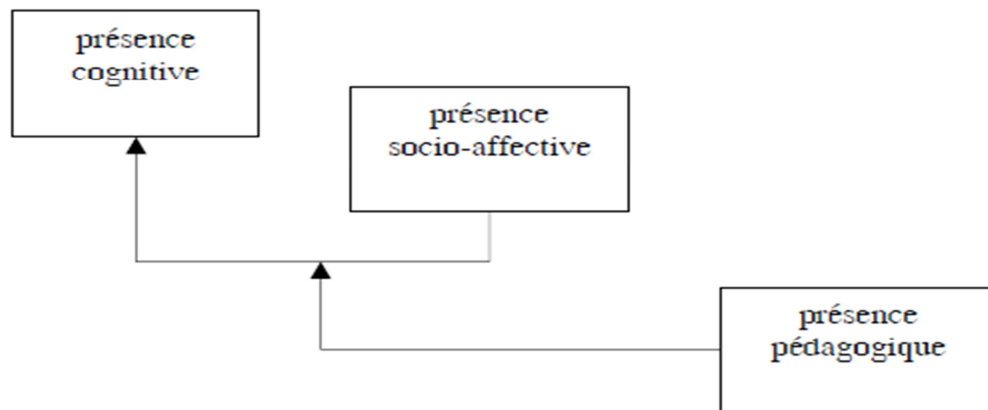 présence
cognitive
présence
socio-affective
présence
pédagogique